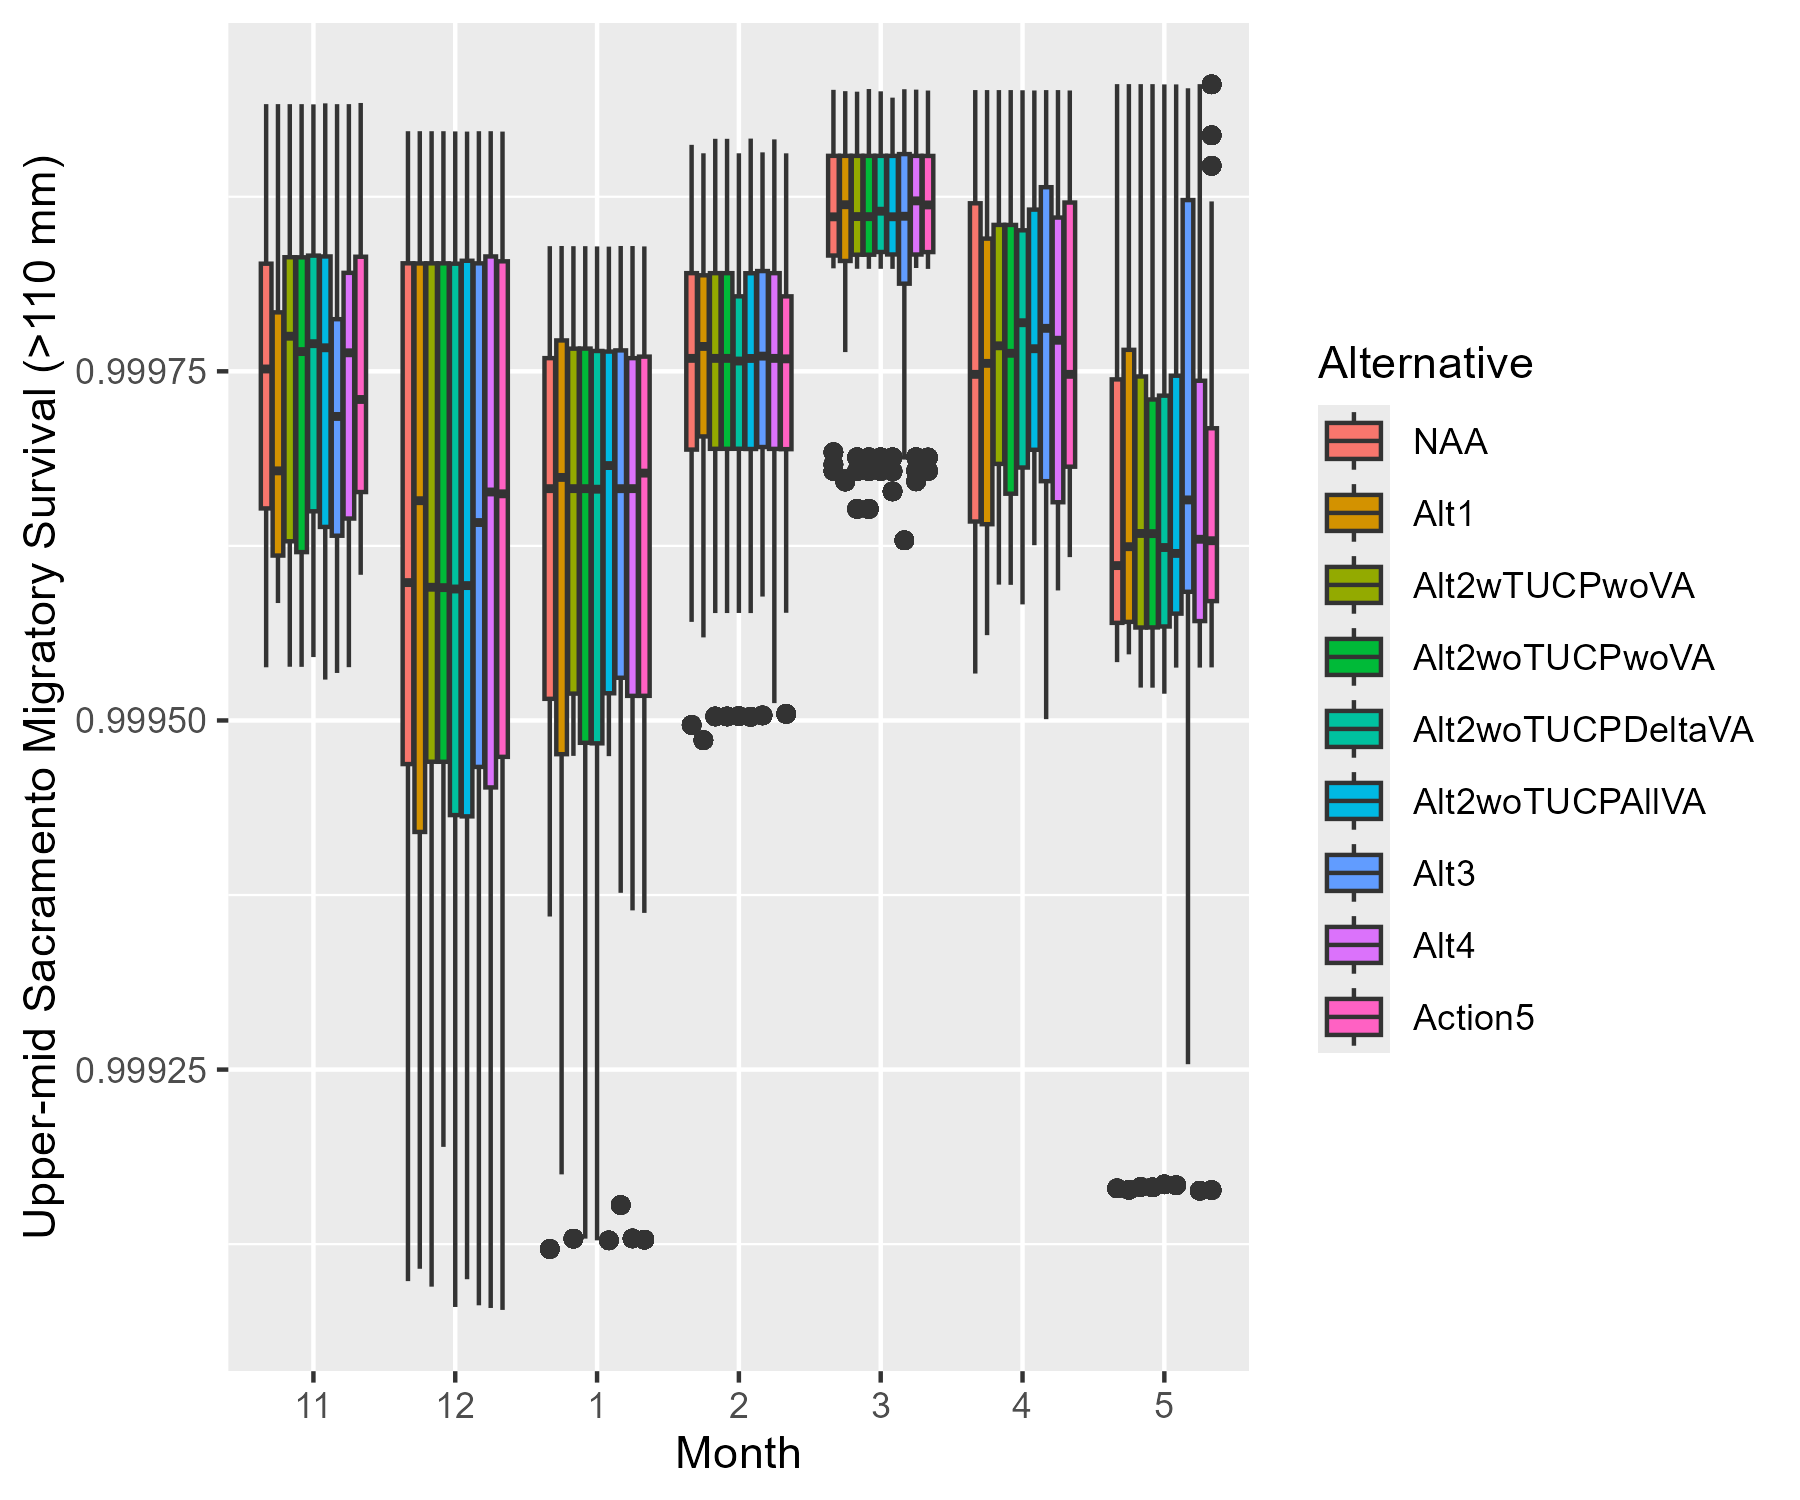 Upper-mid Sacramento Migratory Survival (>110 mm)
0.99975
0.99950
0.99925
11 12 1 2 3 4 5
Month
Alternative
NAA
Alt1
Alt2wTUCPwoVA
Alt2woTUCPwoVA
Alt2woTUCPDeltaVA
Alt2woTUCPAllVA
Alt3
Alt4
Action5